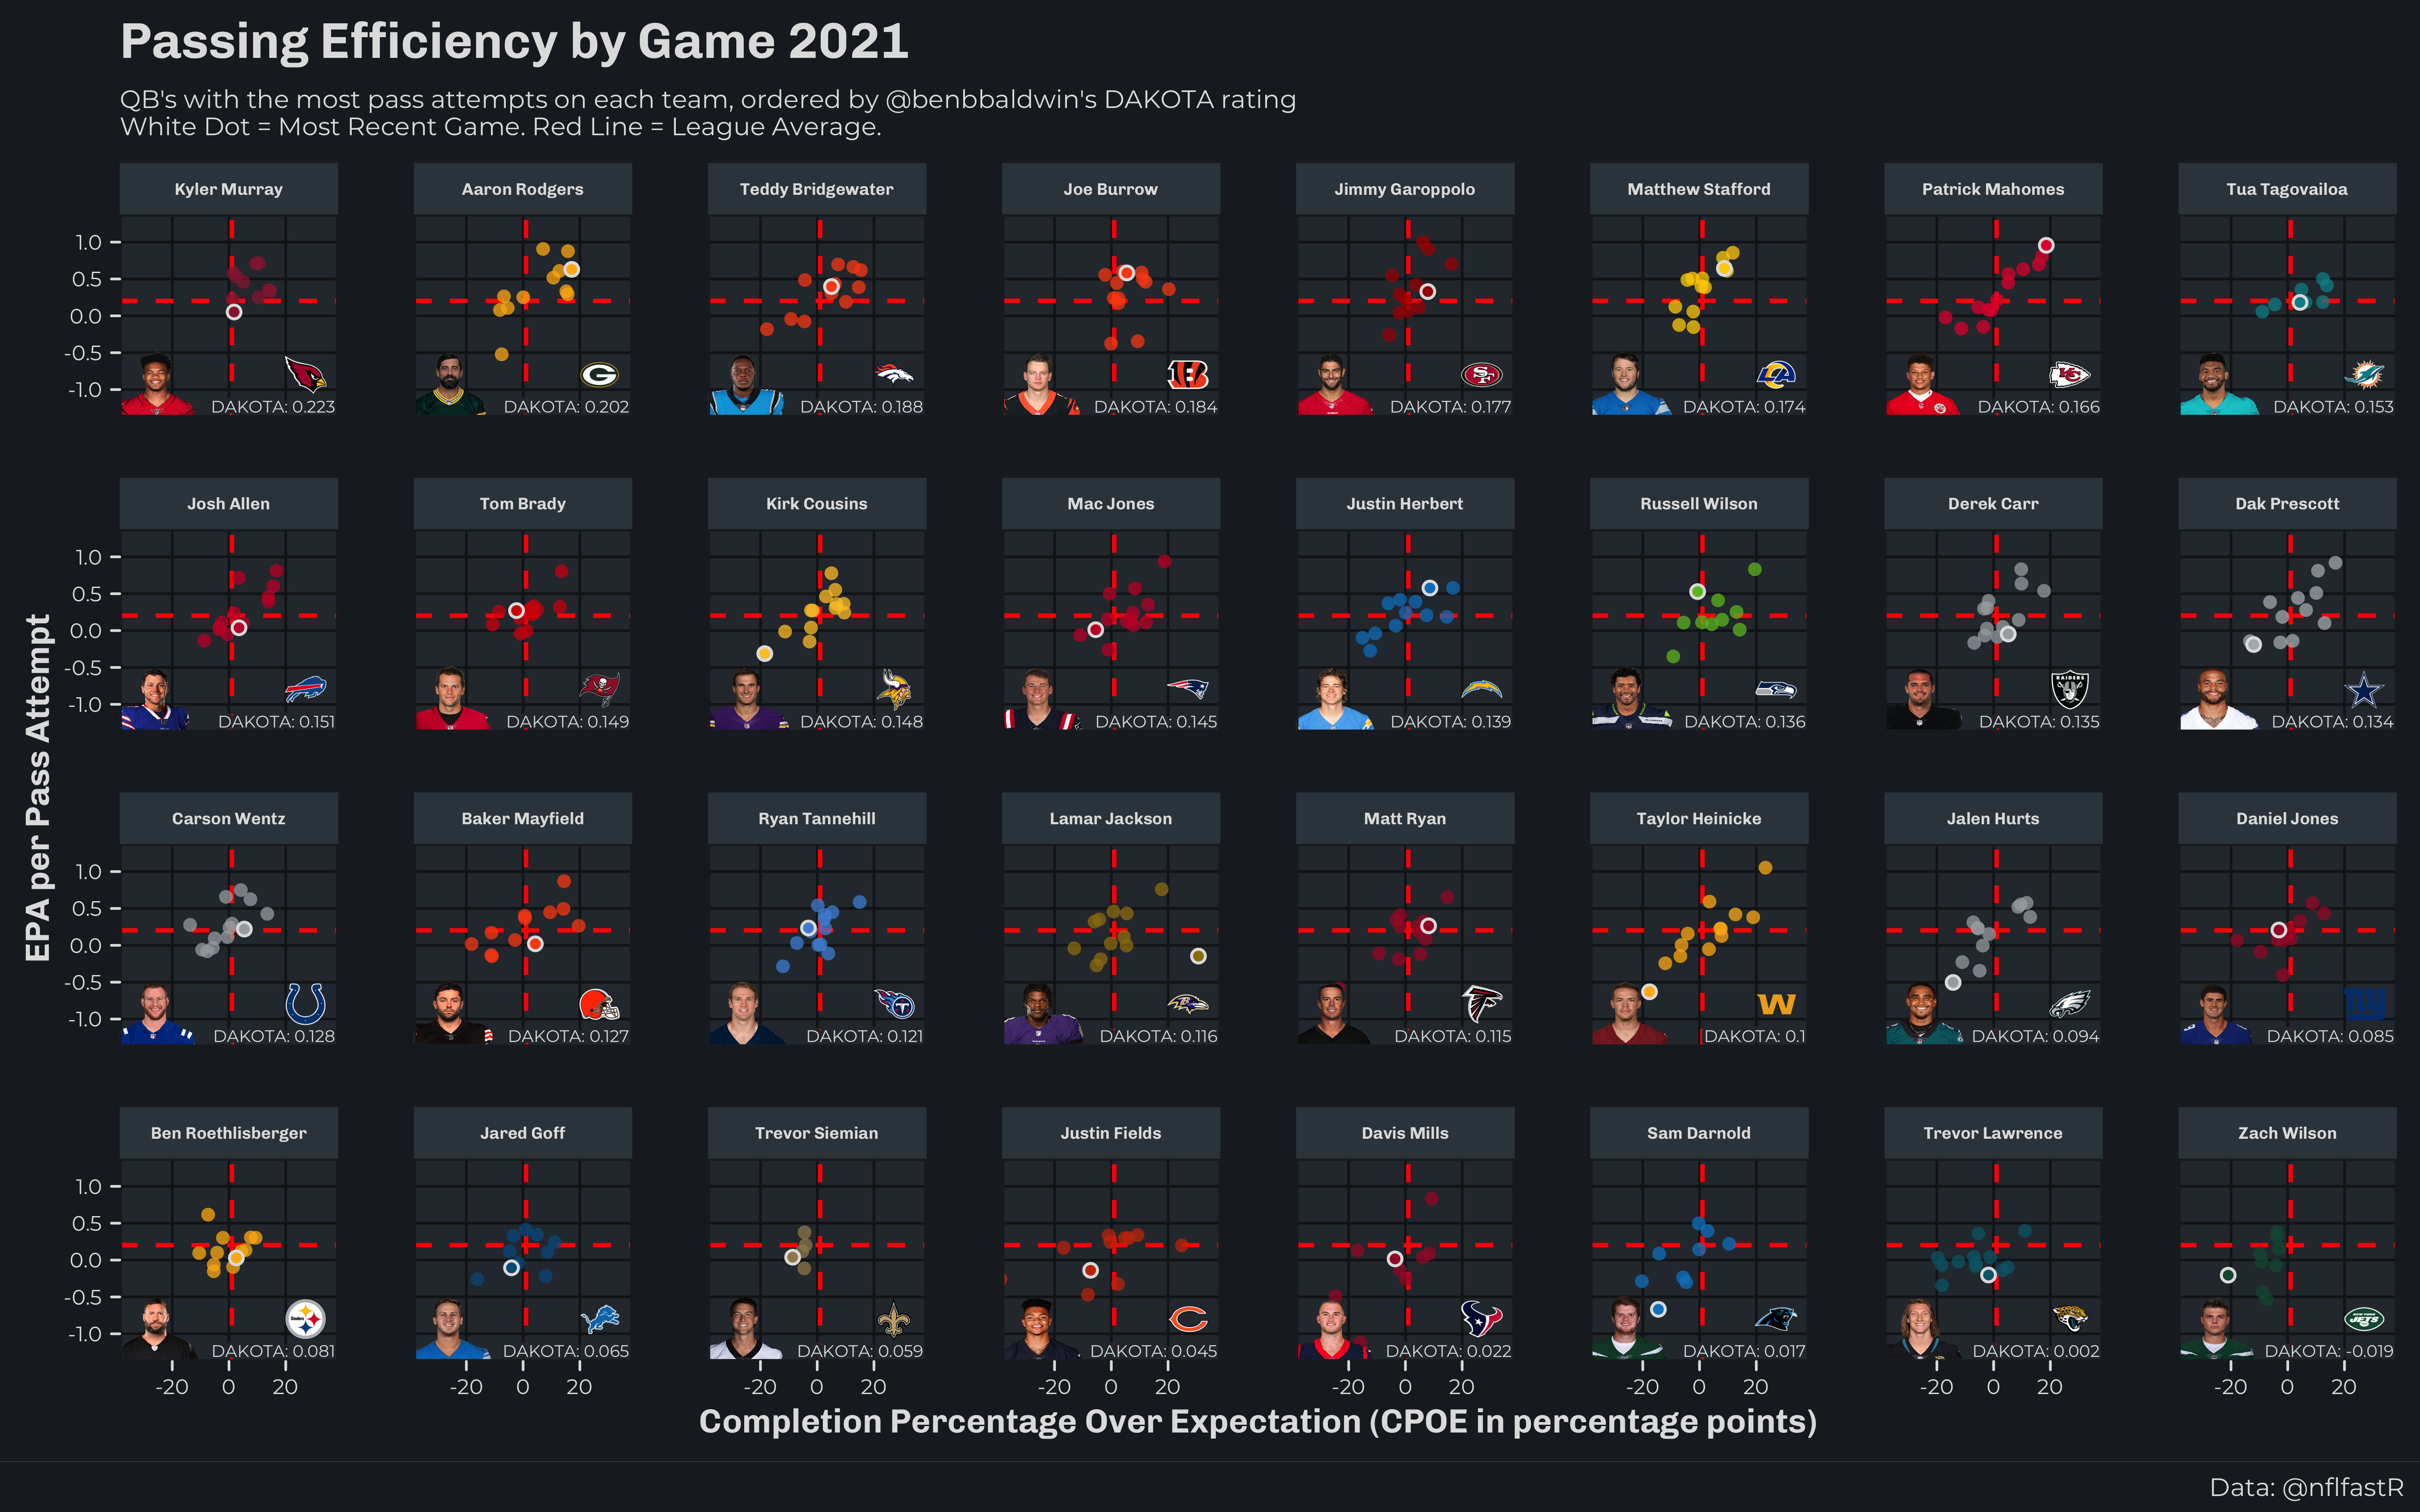 Passing Efficiency by Game 2021
QB's with the most pass attempts on each team, ordered by @benbbaldwin's DAKOTA rating
White Dot = Most Recent Game. Red Line = League Average.
EPA per Pass Attempt
Kyler Murray Aaron Rodgers Teddy Bridgewater Joe Burrow Jimmy Garoppolo Matthew Stafford Patrick Mahomes Tua Tagovailoa
1.0
0.5
0.0
-0.5
-1.0
DAKOTA: 0.223 DAKOTA: 0.202 DAKOTA: 0.188 DAKOTA: 0.184 DAKOTA: 0.177 DAKOTA: 0.174 DAKOTA: 0.166 DAKOTA: 0.153
Josh Allen Tom Brady Kirk Cousins Mac Jones Justin Herbert Russell Wilson Derek Carr Dak Prescott
1.0
0.5
0.0
-0.5
RAIDERS
-1.0
DAKOTA: 0.151 DAKOTA: 0.149 DAKOTA: 0.148 DAKOTA: 0.145 DAKOTA: 0.139 DAKOTA: 0.136 DAKOTA: 0.135 DAKOTA: 0.134
Carson Wentz Baker Mayfield Ryan Tannehill Lamar Jackson Matt Ryan Taylor Heinicke Jalen Hurts Daniel Jones
1.0
0.5
0.0
-0.5
W ny
-1.0
DAKOTA: 0.128 DAKOTA: 0.127 DAKOTA: 0.121 DAKOTA: 0.116 DAKOTA: 0.115 DAKOTA: 0.1 DAKOTA: 0.094 DAKOTA: 0.085
Ben Roethlisberger Jared Goff Trevor Siemian Justin Fields Davis Mills Sam Darnold Trevor Lawrence Zach Wilson
1.0
0.5
0.0
-0.5
Steelers JETS
-1.0
DAKOTA: 0.081 DAKOTA: 0.065 DAKOTA: 0.059 DAKOTA: 0.045 DAKOTA: 0.022 DAKOTA: 0.017 DAKOTA: 0.002 DAKOTA: -0.019
-20 0 20 -20 0 20 -20 0 20 -20 0 20 -20 0 20 -20 0 20 -20 0 20 -20 0 20
Completion Percentage Over Expectation (CPOE in percentage points)
Data: @nflfastR